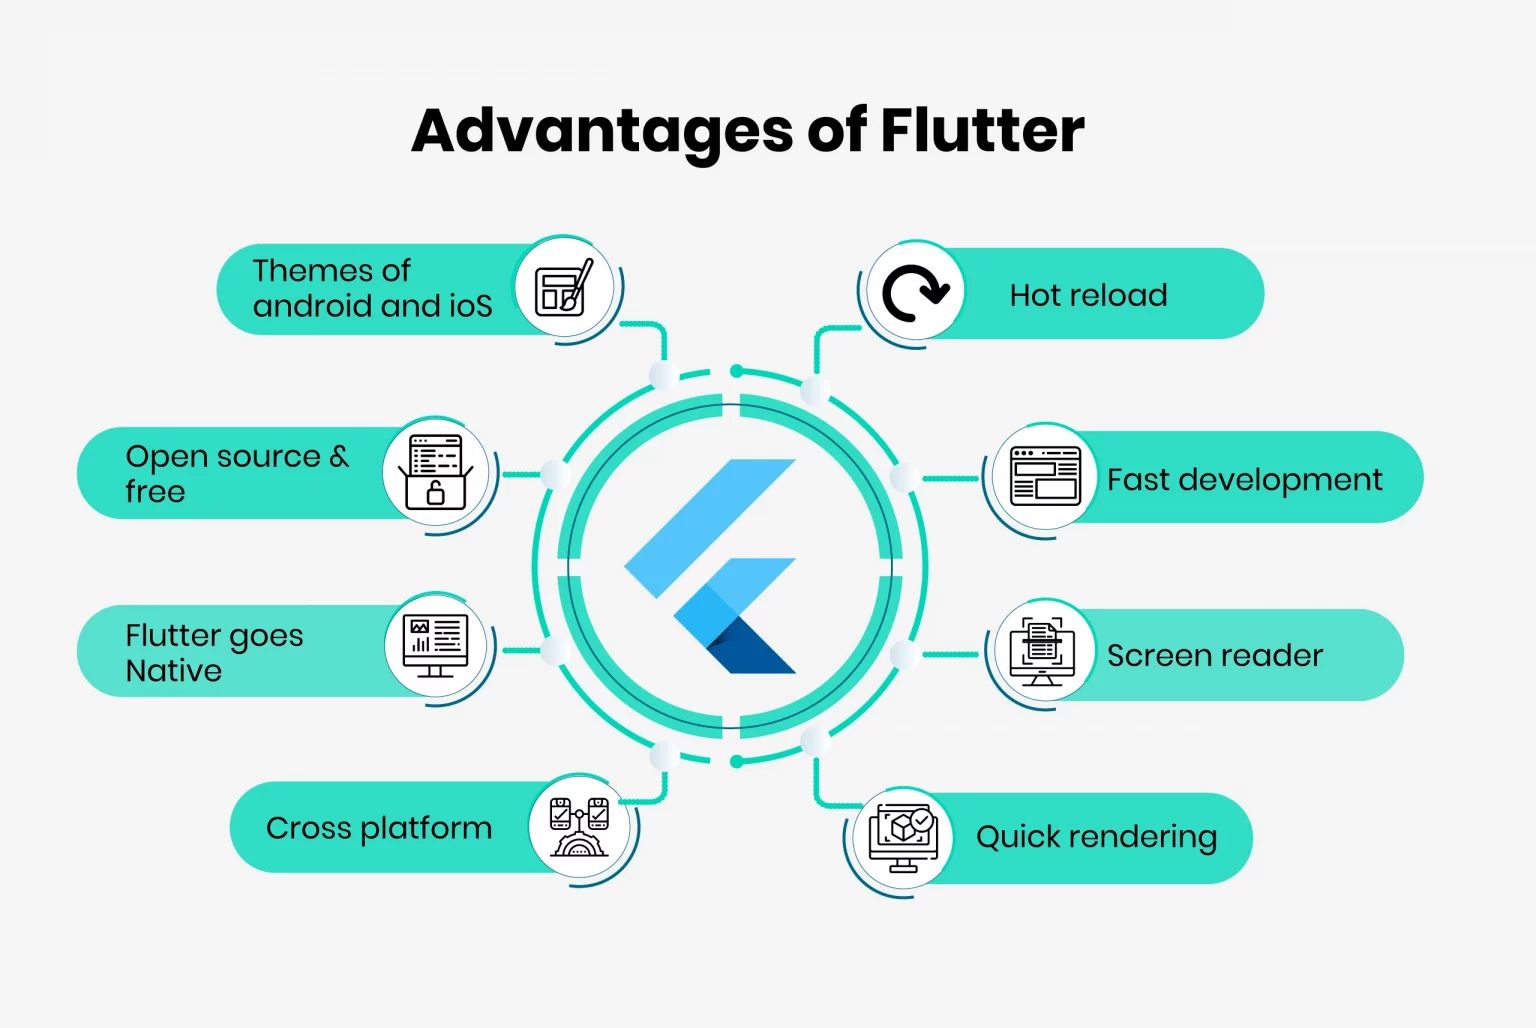 Advantages of Flutter
Themes of
android and ioS
Open source &
free
Flutter goes
Native
Cross platform
Hot reload
Fast development
Screen reader
Quick rendering